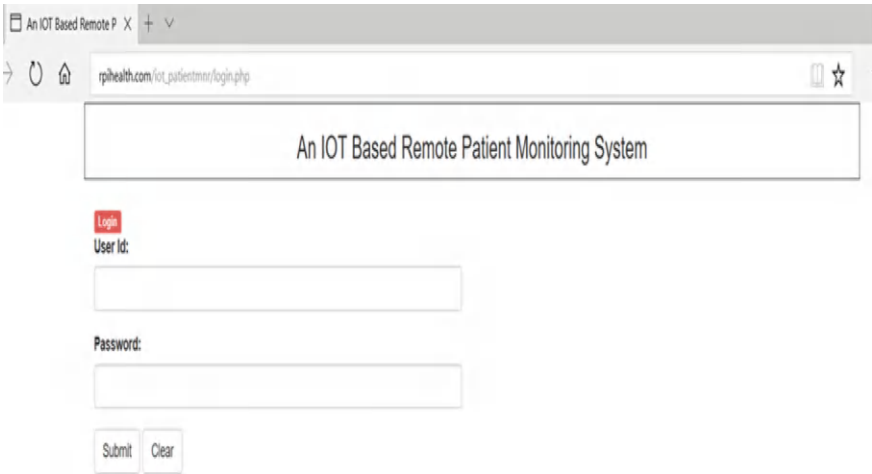 An IOT Based Remote P
rpihealth.com/iot_patientmnr/login.php
An IOT Based Remote Patient Monitoring System
Login
User Id:
Password:
Submit Clear